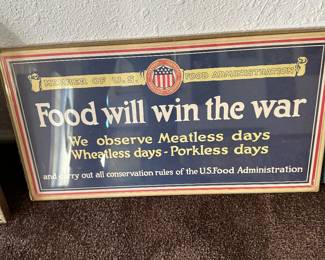 MEMBER OF U.S. FOOD ADMINISTRATION
Food will win the war
We observe Meatless days
Wheatless days - Porkless days
and carry out all conservation rules of the U.S. Food Administration